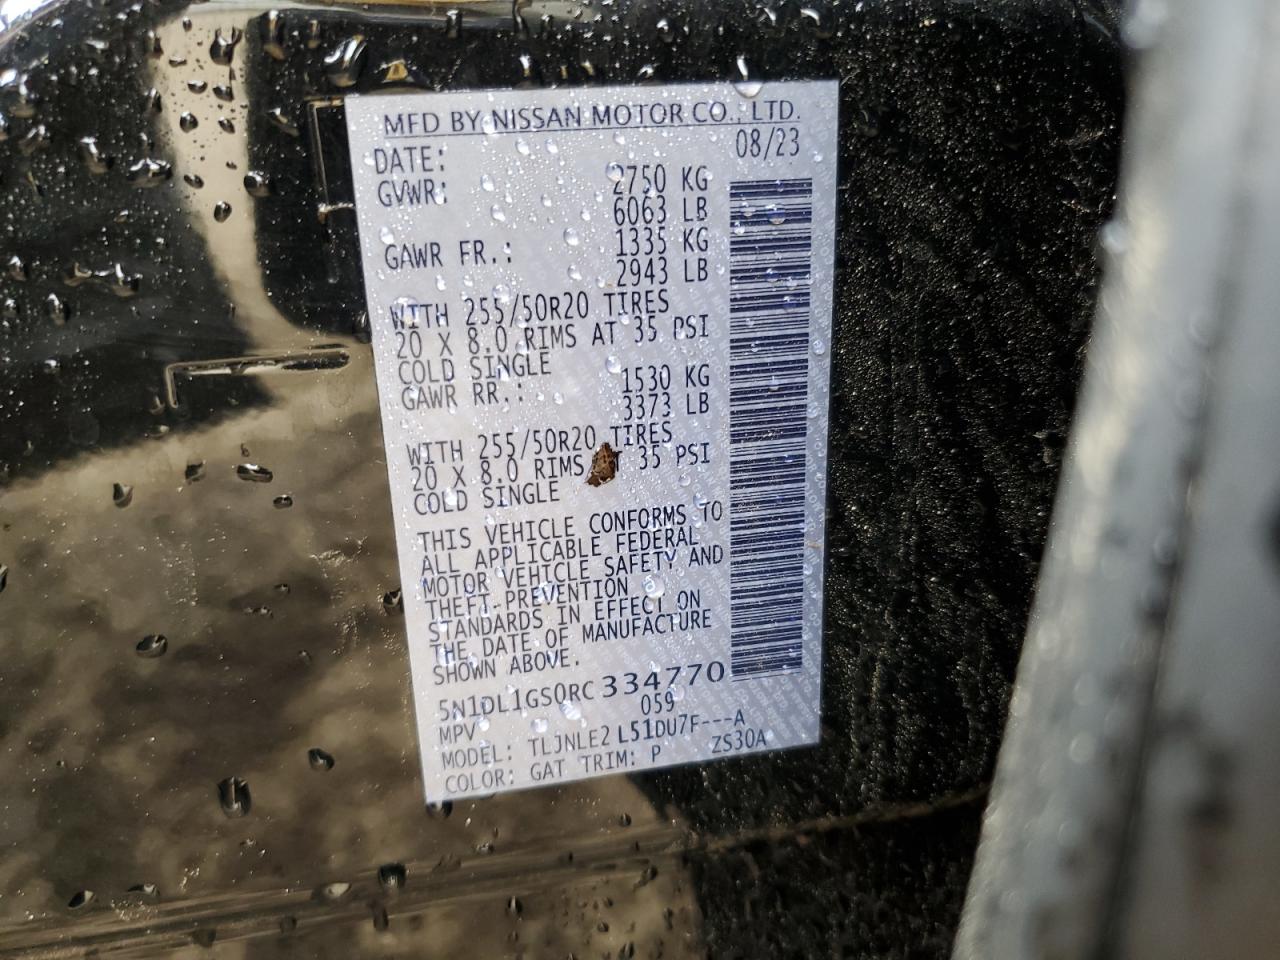 MFD BY NISSAN MOTOR CO., LTD.
DATE: 08/23
GVWR: 2750 KG
6063 LB
GAWR FR.: 1335 KG
2943 LB
WITH 255/50R20 TIRES
20 X 8.0 RIMS AT 35 PSI
COLD SINGLE
GAWR RR.: 1530 KG
3373 LB
WITH 255/50R20 TIRES
20 X 8.0 RIMS 35 PSI
COLD SINGLE
THIS VEHICLE CONFORMS TO
ALL APPLICABLE FEDERAL
MOTOR VEHICLE SAFETY AND
THEFT PREVENTION
STANDARDS IN EFFECT ON
THE DATE OF MANUFACTURE
SHOWN ABOVE.
5N1DL1GS0RC334770
MPV 059
MODEL: TLJNLE2 L51DU7F---A
COLOR: GAT TRIM: P ZS30A